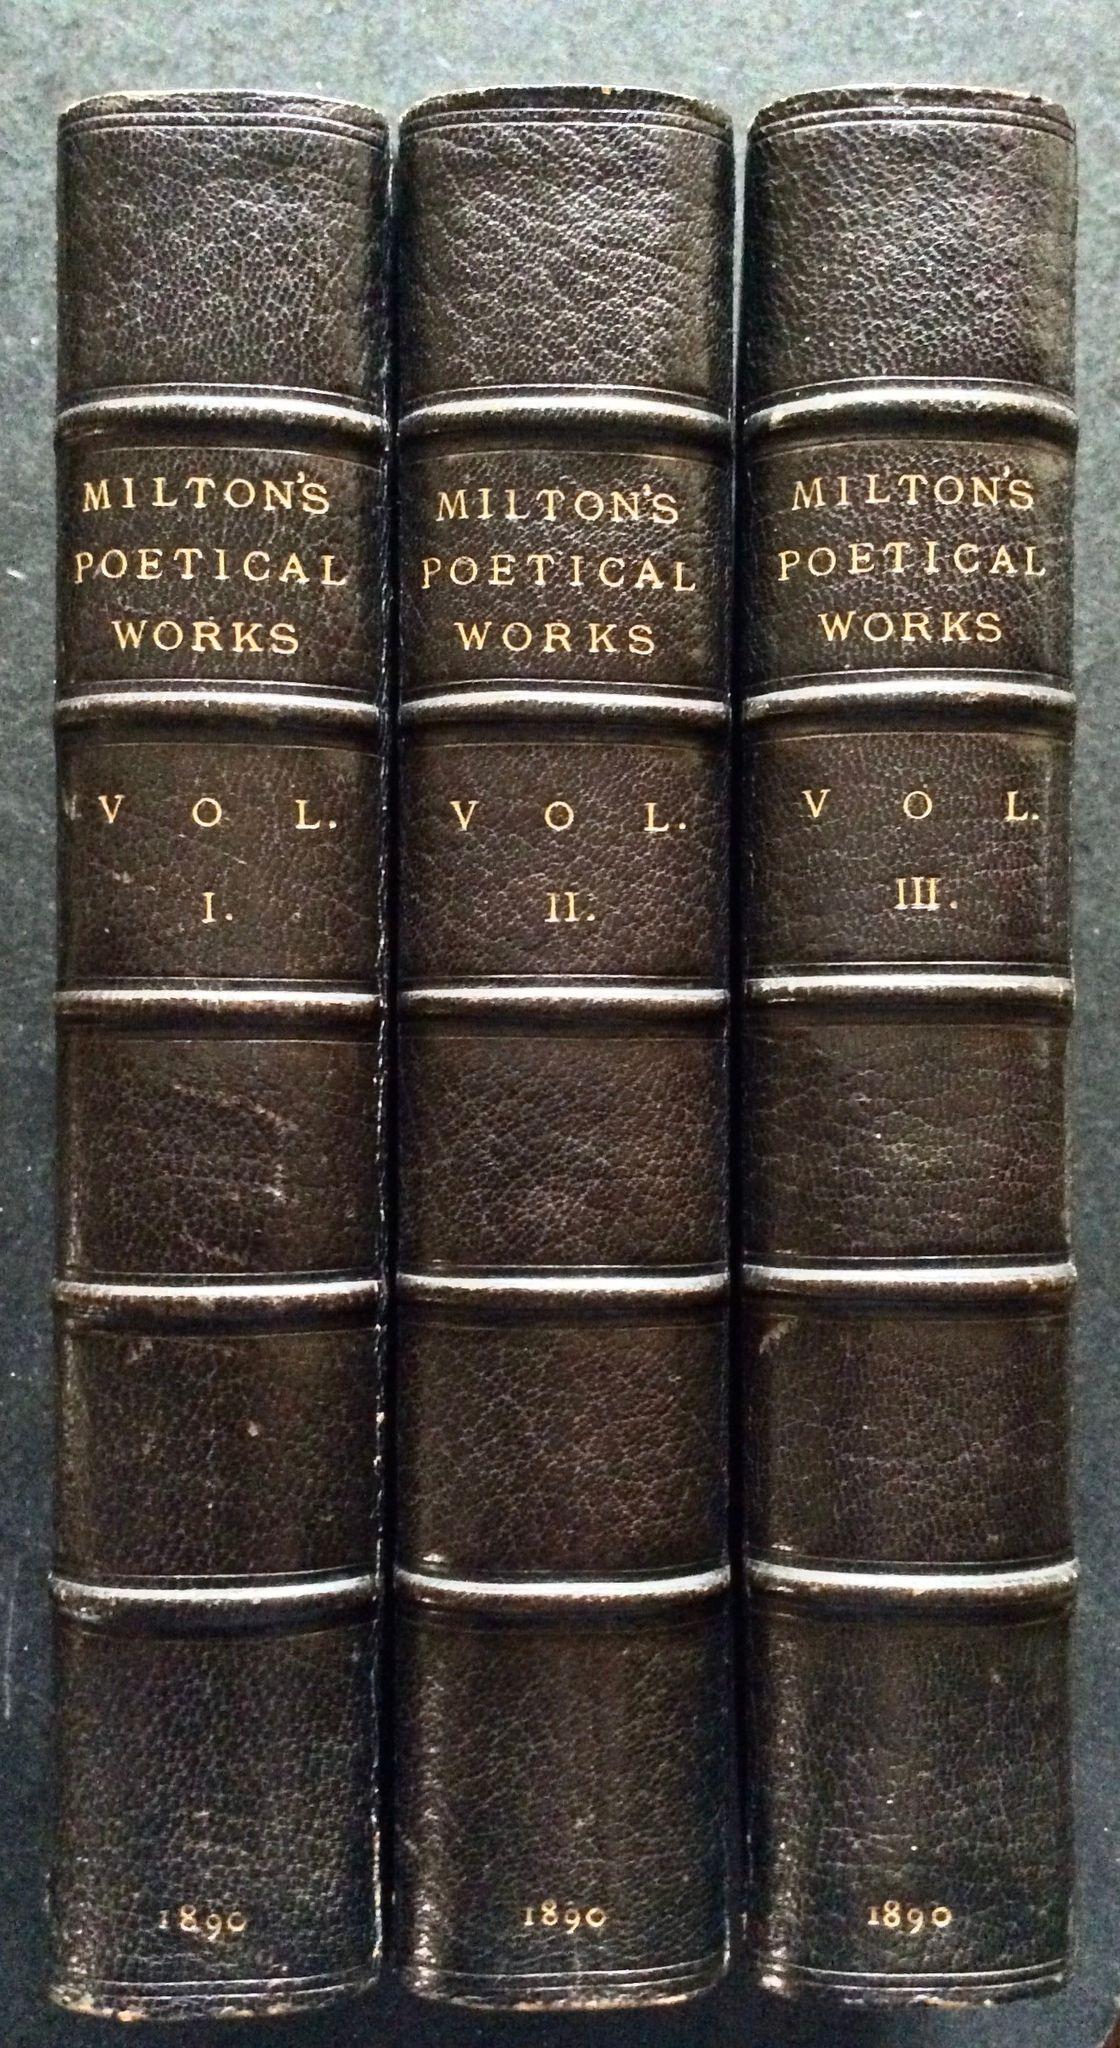 MILTON'S
POETICAL
WORKS
VOL.
I.
1890
MILTON'S
POETICAL
WORKS
VOL.
II.
1890
MILTON'S
POETICAL
WORKS
VOL.
III.
1890